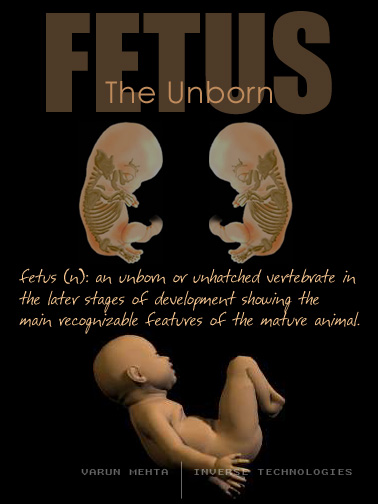 FETUS
The Unborn
fetus (n): an unborn or unhatched vertebrate in
the later stages of development showing the
main recognizable features of the mature animal.
VARUN MEHTA | INVERSE TECHNOLOGIES